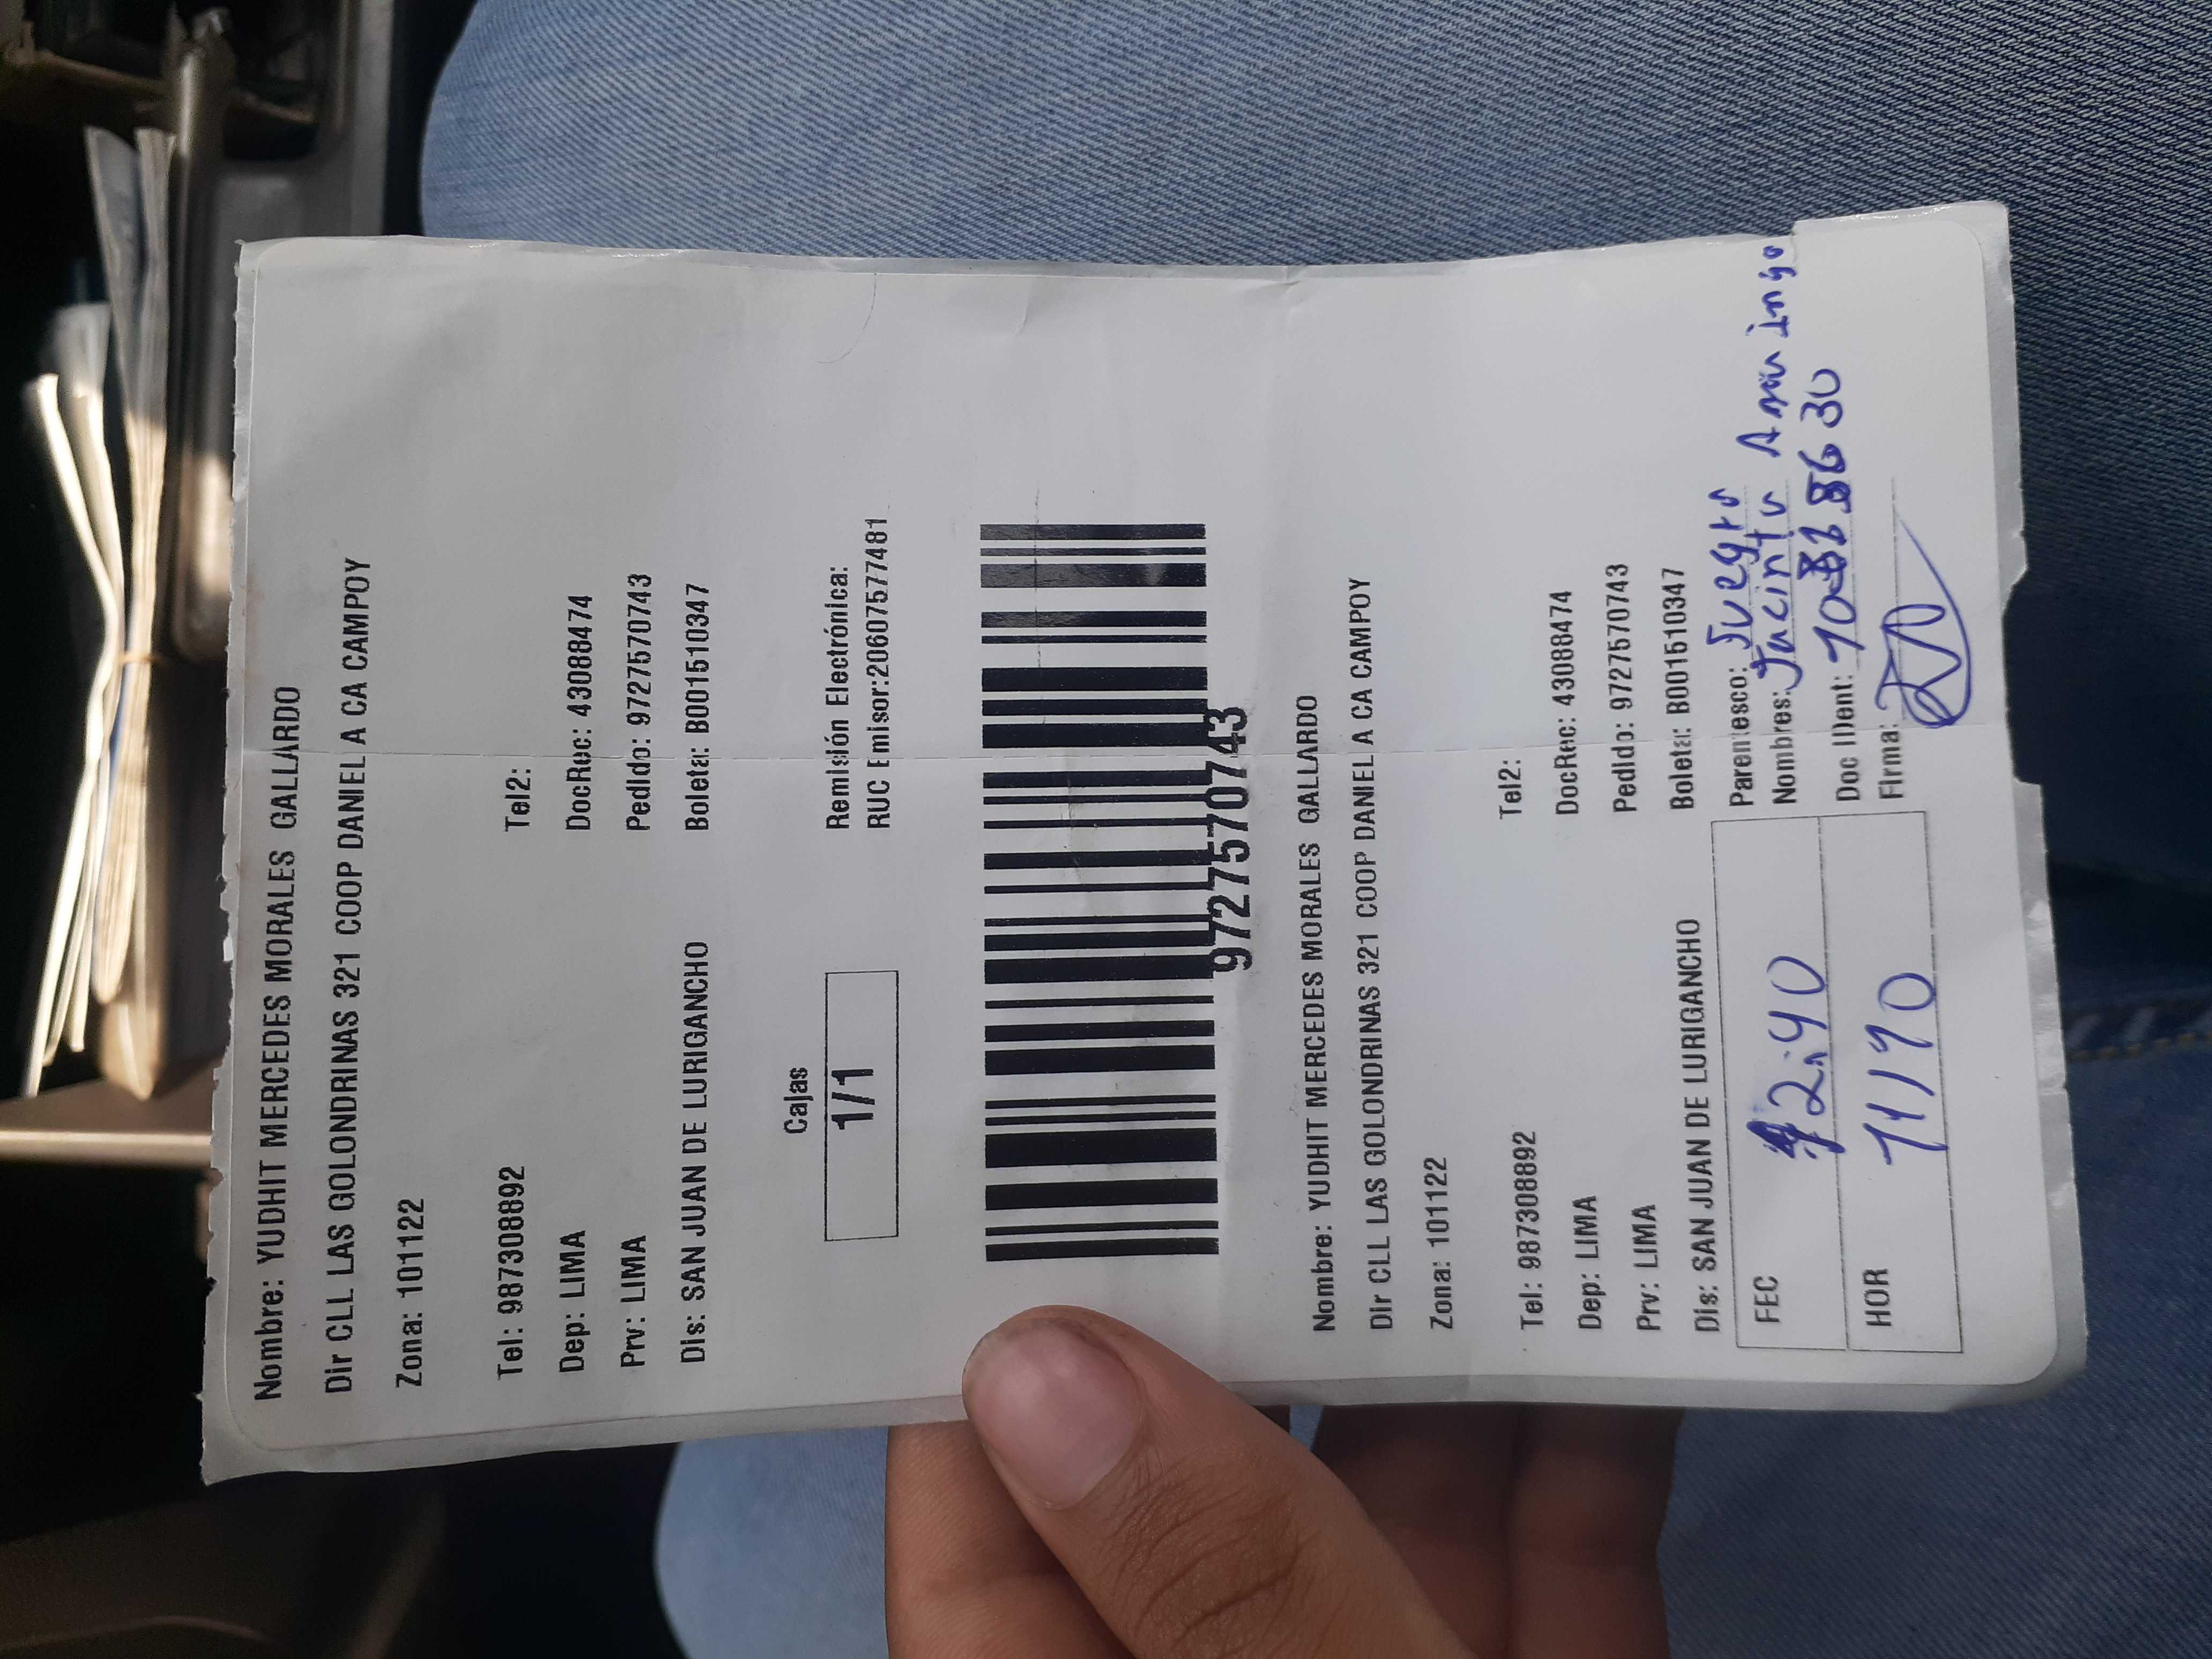 Nombre: YUDHIT MERCEDES MORALES GALLARDO
Dir CLL LAS GOLONDRINAS 321 COOP DANIEL A CA CAMPOY
Zona: 101122
Tel: 987308892 Tel2:
Dep: LIMA DocRec: 43088474
Prv: LIMA Pedido: 97275707​43
Dis: SAN JUAN DE LURIGANCHO Boleta: B001510347
Cajas
1/1
Remisión Electrónica:
RUC Emisor:20607577481
9727570743
Nombre: YUDHIT MERCEDES MORALES GALLARDO
Dir CLL LAS GOLONDRINAS 321 COOP DANIEL A CA CAMPOY
Zona: 101122
Tel: 987308892 Tel2:
Dep: LIMA DocRec: 43088474
Prv: LIMA Pedido: 9727570743
Dis: SAN JUAN DE LURIGANCHO Boleta: B001510347
FEC
HOR 11/10
Parentesco: Suegro
Nombres: Jacinto
Doc IDent:
Firma: